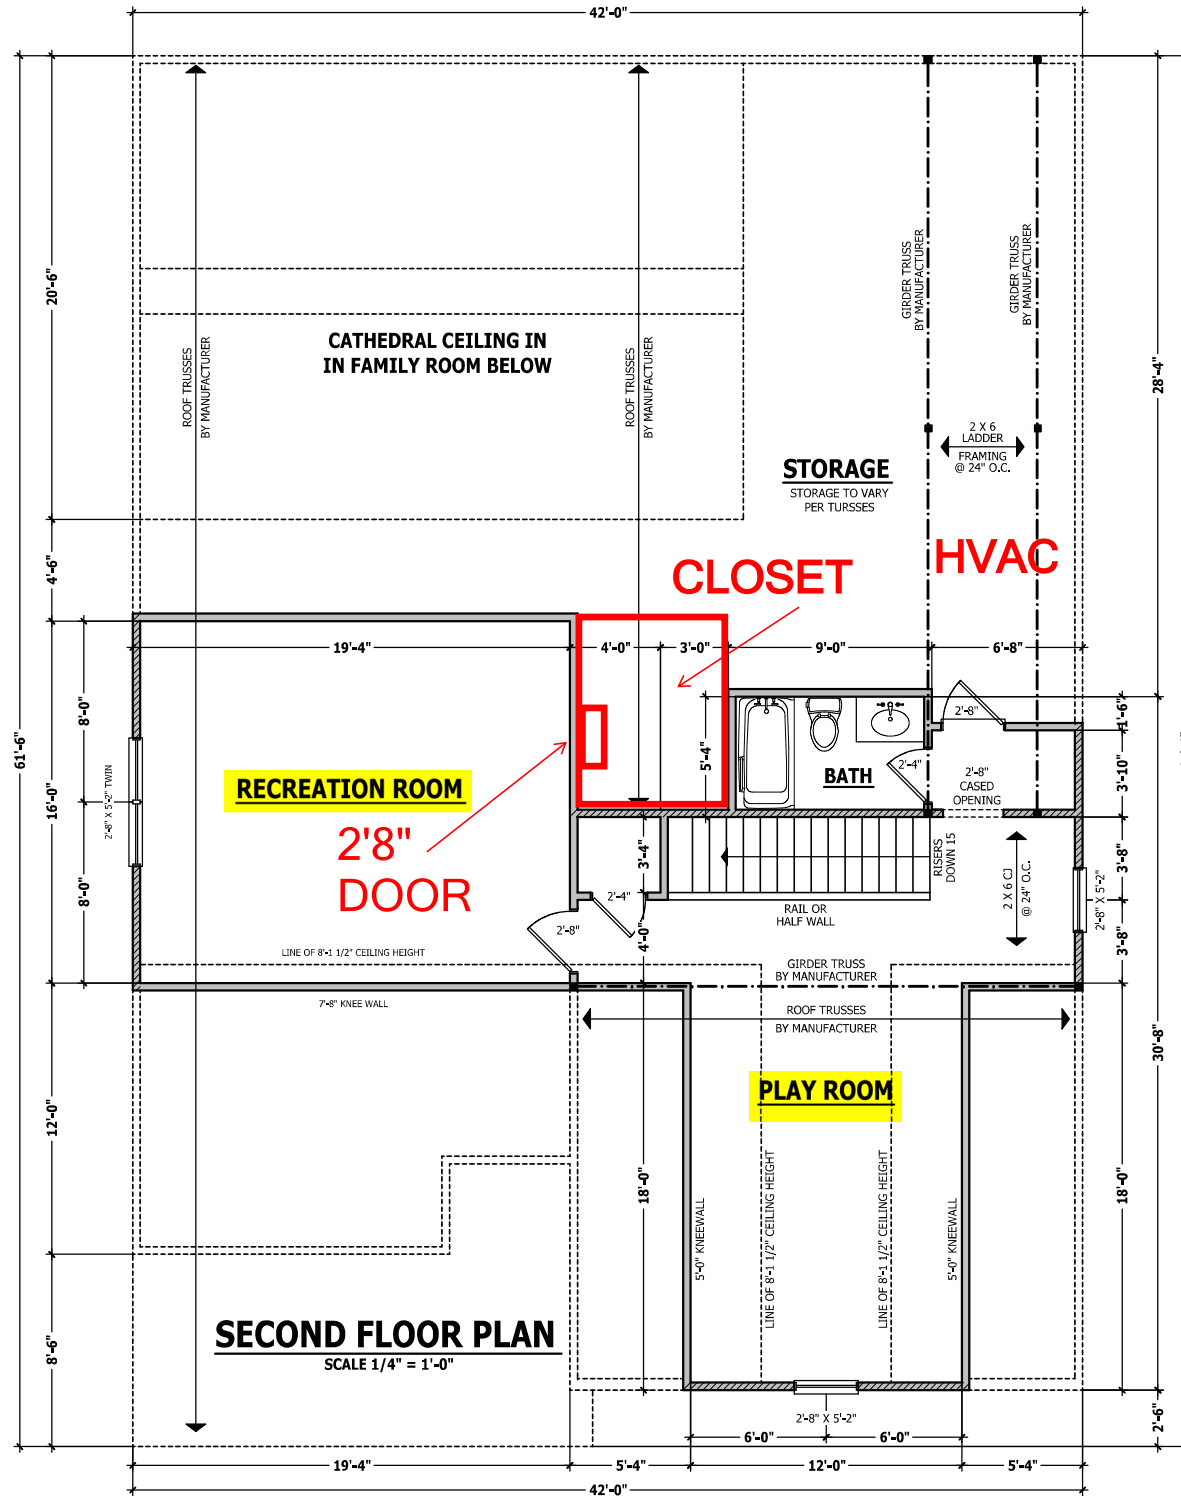 42'-0"
61'-6"
20'-6"
4'-6"
16'-0"
8'-0"
8'-0"
12'-0"
8'-6"
28'-4"
1'-6"
3'-10"
3'-8"
3'-8"
30'-8"
18'-0"
2'-6"
ROOF TRUSSES
BY MANUFACTURER
ROOF TRUSSES
BY MANUFACTURER
GIRDER TRUSS
BY MANUFACTURER
GIRDER TRUSS
BY MANUFACTURER
CATHEDRAL CEILING IN
IN FAMILY ROOM BELOW
2 X 6
LADDER
FRAMING
@ 24" O.C.
STORAGE
STORAGE TO VARY
PER TURSSES
HVAC
CLOSET
19'-4"
4'-0"
3'-0"
9'-0"
6'-8"
2'-8"
5'-4"
2'-4"
BATH
2'-8"
CASED
OPENING
2'-8" X 5'-2" TWIN
RECREATION ROOM
2'8"
DOOR
3'-4"
RISERS
DOWN 15
2 X 6 CJ
@ 24" O.C.
2'-8" X 5'-2"
2'-4"
RAIL OR
HALF WALL
2'-8"
4'-0"
LINE OF 8'-1 1/2" CEILING HEIGHT
GIRDER TRUSS
BY MANUFACTURER
7'-8" KNEE WALL
ROOF TRUSSES
BY MANUFACTURER
PLAY ROOM
18'-0"
5'-0" KNEEWALL
LINE OF 8'-1 1/2" CEILING HEIGHT
LINE OF 8'-1 1/2" CEILING HEIGHT
5'-0" KNEEWALL
SECOND FLOOR PLAN
SCALE 1/4" = 1'-0"
2'-8" X 5'-2"
6'-0"
6'-0"
19'-4"
5'-4"
12'-0"
5'-4"
42'-0"